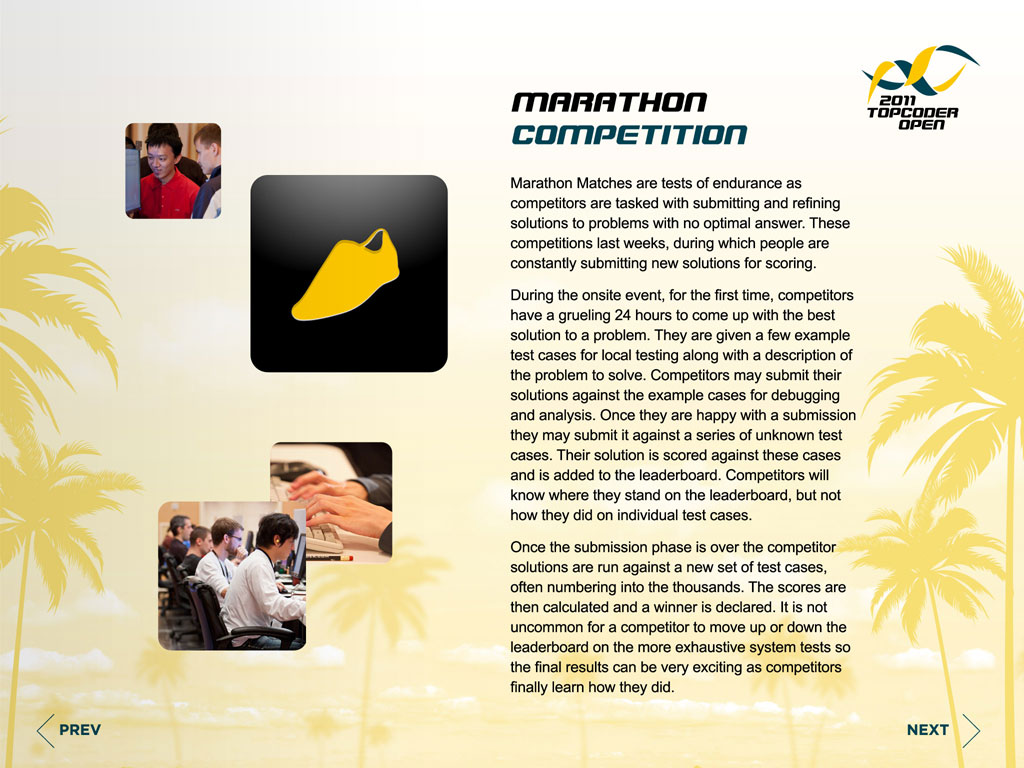 MARATHON
COMPETITION
2011
TOPCODER
OPEN
Marathon Matches are tests of endurance as
competitors are tasked with submitting and refining
solutions to problems with no optimal answer. These
competitions last weeks, during which people are
constantly submitting new solutions for scoring.
During the onsite event, for the first time, competitors
have a grueling 24 hours to come up with the best
solution to a problem. They are given a few example
test cases for local testing along with a description of
the problem to solve. Competitors may submit their
solutions against the example cases for debugging
and analysis. Once they are happy with a submission
they may submit it against a series of unknown test
cases. Their solution is scored against these cases
and is added to the leaderboard. Competitors will
know where they stand on the leaderboard, but not
how they did on individual test cases.
Once the submission phase is over the competitor
solutions are run against a new set of test cases,
often numbering into the thousands. The scores are
then calculated and a winner is declared. It is not
uncommon for a competitor to move up or down the
leaderboard on the more exhaustive system tests so
the final results can be very exciting as competitors
finally learn how they did.
PREV
NEXT